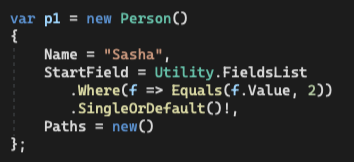 var p1 = new Person()
{
    Name = "Sasha",
    StartField = Utility.FieldsList
        .Where(f => Equals(f.Value, 2))
        .SingleOrDefault()!,
    Paths = new()
};